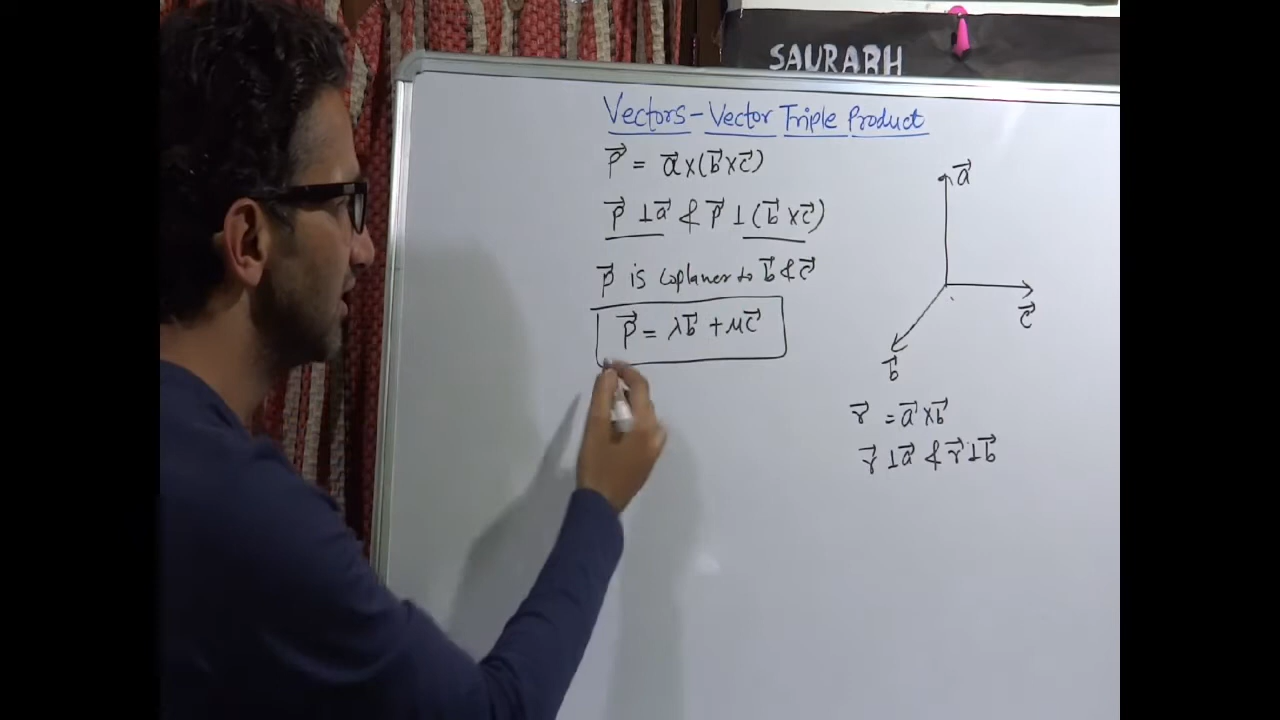 SAURABH
Vectors-Vector Triple Product
p⃗ = a⃗×(b⃗×c⃗)
p⃗ ⊥a⃗ & p⃗ ⊥(b⃗×c⃗)
p⃗ is coplaner to b⃗ & c⃗
p⃗ = λb⃗ + μc⃗
a⃗
c⃗
b⃗
r⃗ = a⃗×b⃗
r⃗ ⊥a⃗ & r⃗⊥b⃗